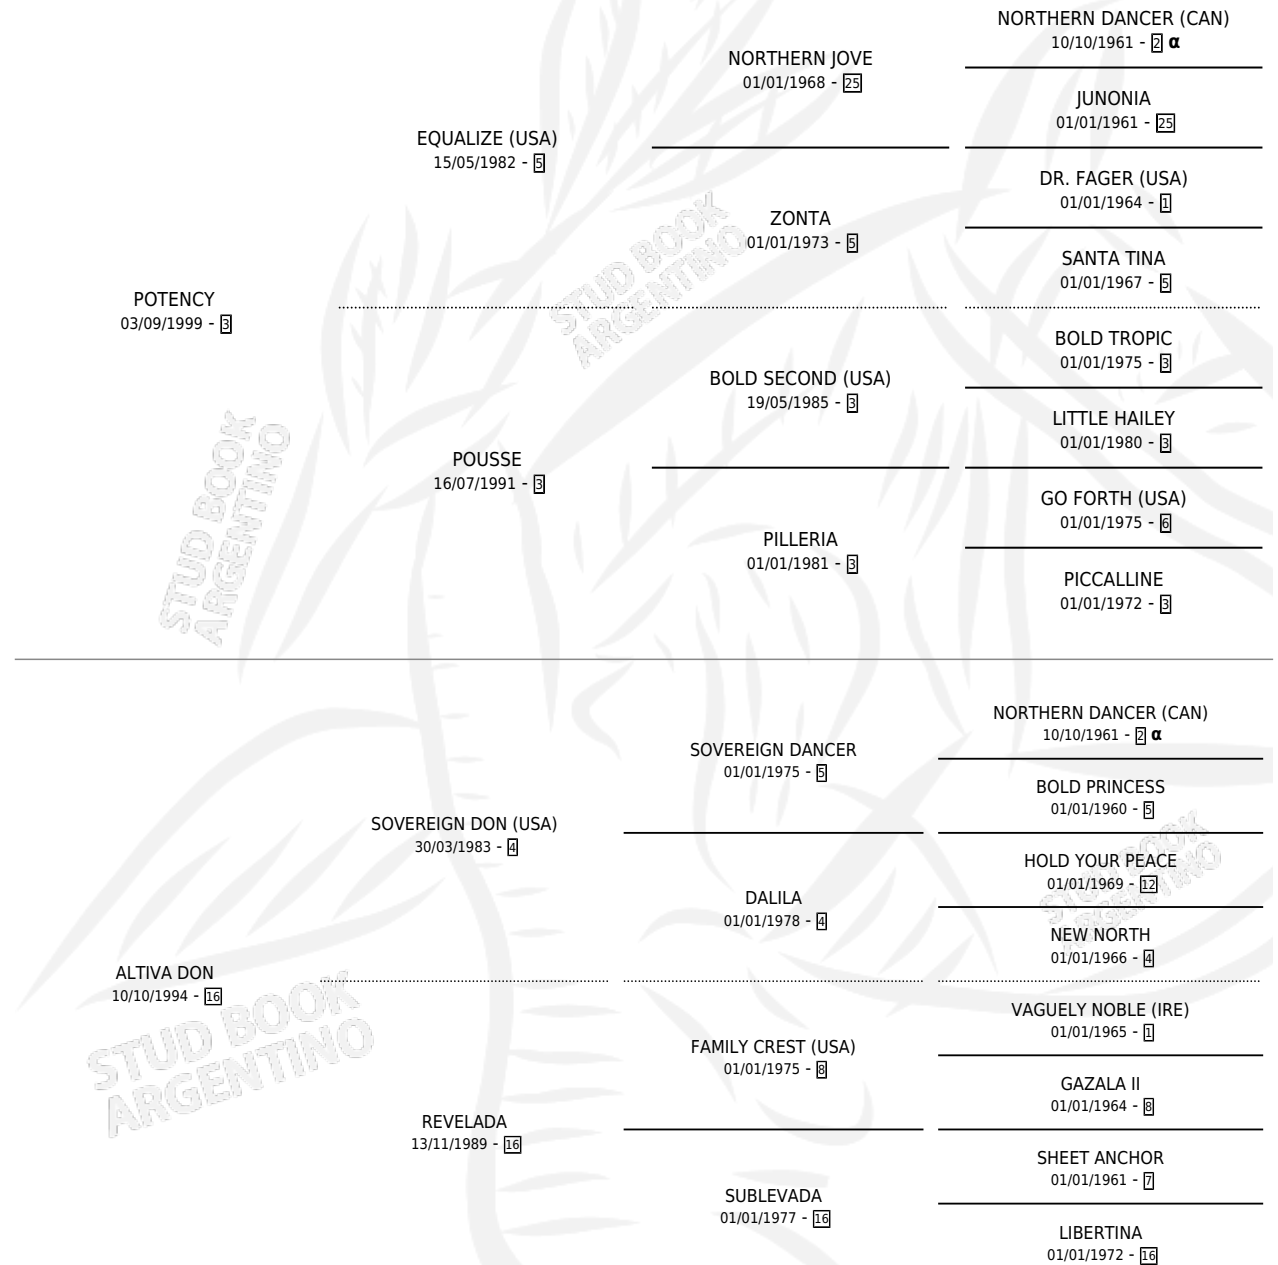 NORTHERN DANCER (CAN)
10/10/1961 - 2 α
NORTHERN JOVE
01/01/1968 - 25
JUNONIA
01/01/1961 - 25
EQUALIZE (USA)
15/05/1982 - 5
DR. FAGER (USA)
01/01/1964 - 1
ZONTA
01/01/1973 - 5
SANTA TINA
01/01/1967 - 5
POTENCY
03/09/1999 - 3
BOLD TROPIC
01/01/1975 - 3
BOLD SECOND (USA)
19/05/1985 - 3
LITTLE HAILEY
01/01/1980 - 3
POUSSE
16/07/1991 - 3
GO FORTH (USA)
01/01/1975 - 6
PILLERIA
01/01/1981 - 3
PICCALLINE
01/01/1972 - 3
NORTHERN DANCER (CAN)
10/10/1961 - 2 α
SOVEREIGN DANCER
01/01/1975 - 5
BOLD PRINCESS
01/01/1960 - 5
SOVEREIGN DON (USA)
30/03/1983 - 4
HOLD YOUR PEACE
01/01/1969 - 12
DALILA
01/01/1978 - 4
NEW NORTH
01/01/1966 - 4
ALTIVA DON
10/10/1994 - 16
VAGUELY NOBLE (IRE)
01/01/1965 - 1
FAMILY CREST (USA)
01/01/1975 - 8
GAZALA II
01/01/1964 - 8
REVELADA
13/11/1989 - 16
SHEET ANCHOR
01/01/1961 - 7
SUBLEVADA
01/01/1977 - 16
LIBERTINA
01/01/1972 - 16
STUD BOOK
ARGENTINO
STUD BOOK
ARGENTINO
STUD BOOK
ARGENTINO
STUD BOOK
ARGENTINO